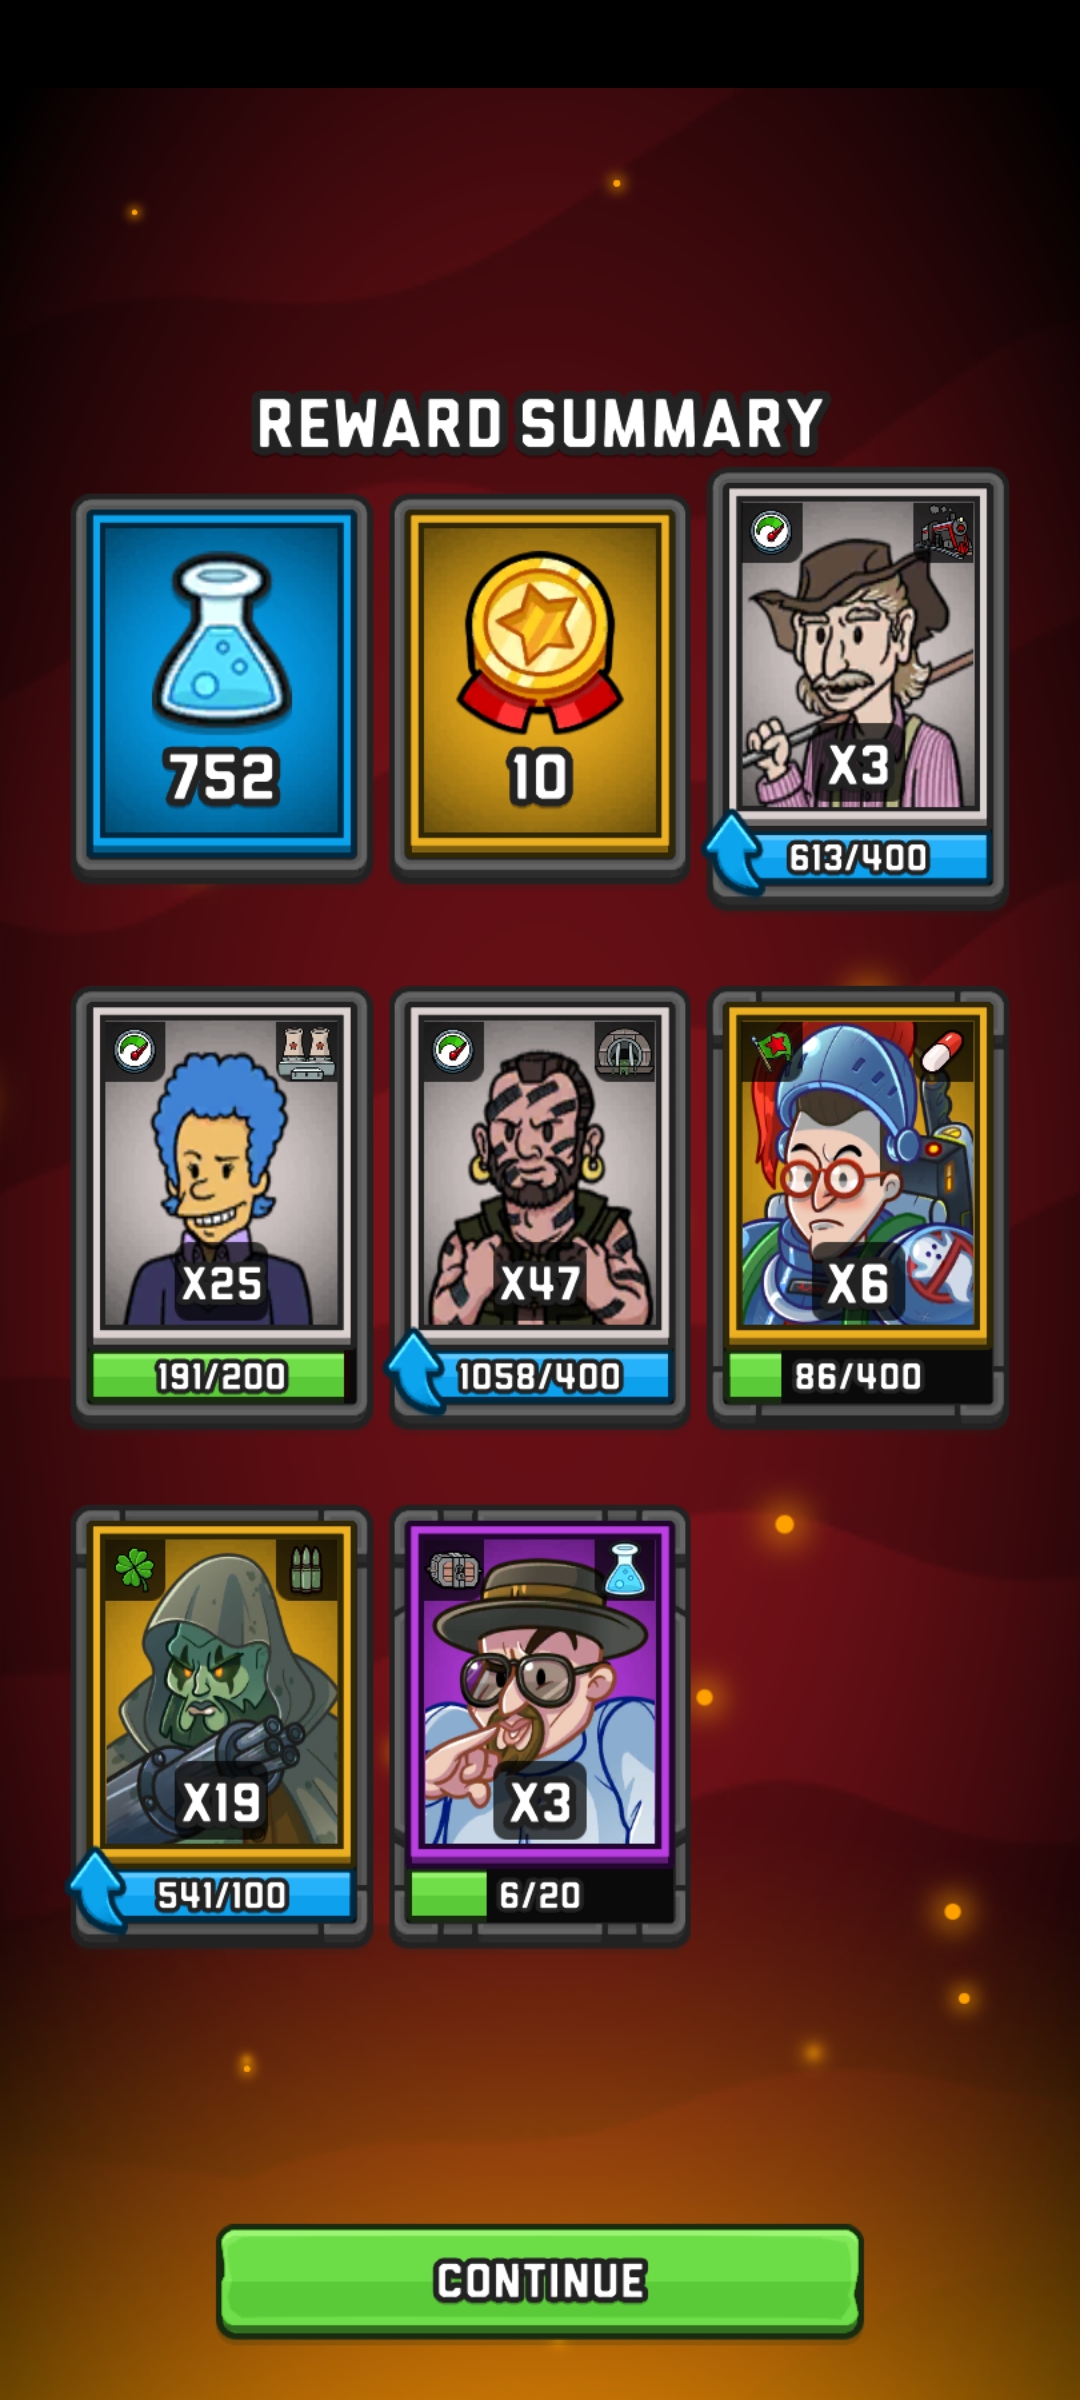 REWARD SUMMARY
752
10
X3
613/400
X25
191/200
X47
1058/400
X6
86/400
X19
541/100
X3
6/20
CONTINUE